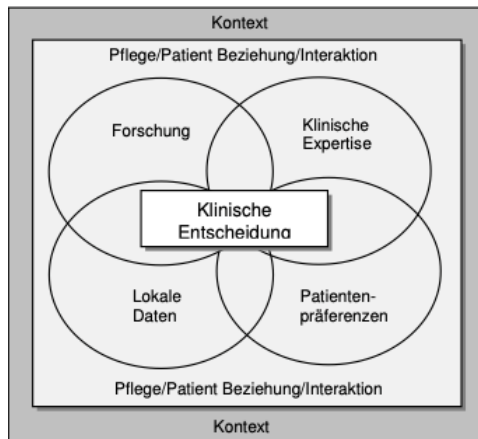 Kontext
Pflege/Patient Beziehung/Interaktion
Forschung
Klinische
Expertise
Klinische
Entscheidung
Lokale
Daten
Patienten-
präferenzen
Pflege/Patient Beziehung/Interaktion
Kontext